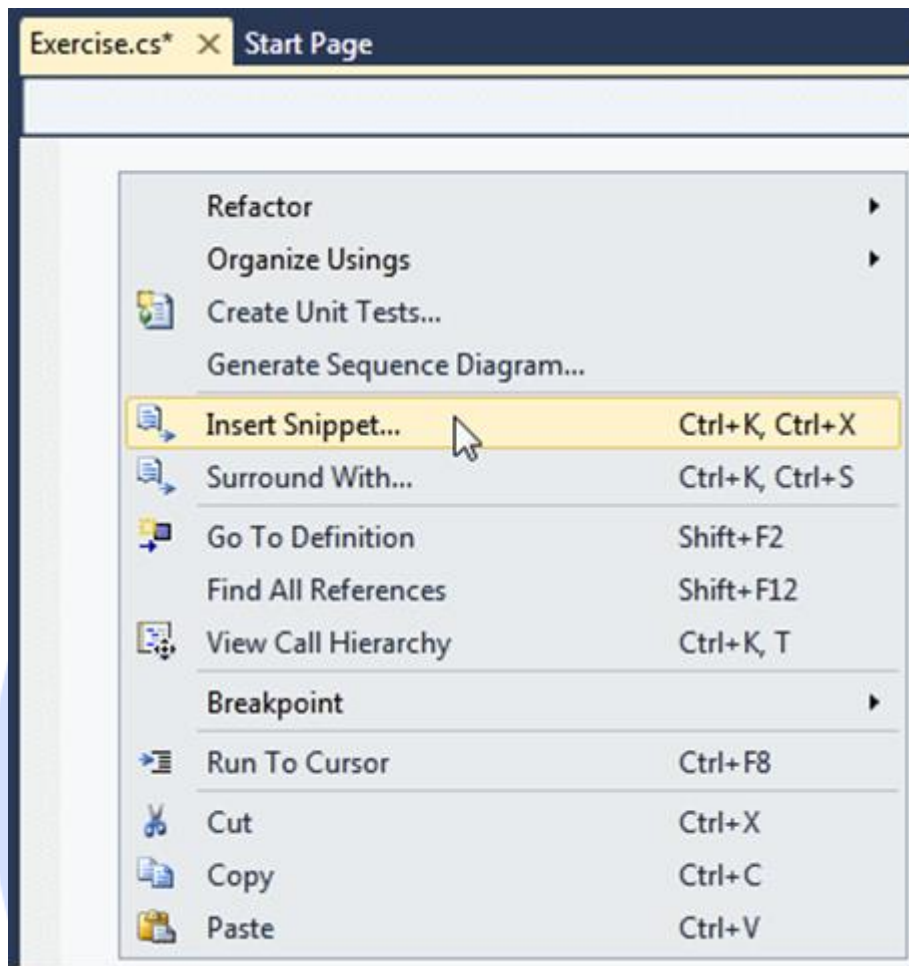 Exercise.cs* Start Page
Refactor
Organize Usings
Create Unit Tests...
Generate Sequence Diagram...
Insert Snippet... Ctrl+K, Ctrl+X
Surround With... Ctrl+K, Ctrl+S
Go To Definition Shift+F2
Find All References Shift+F12
View Call Hierarchy Ctrl+K, T
Breakpoint
Run To Cursor Ctrl+F8
Cut Ctrl+X
Copy Ctrl+C
Paste Ctrl+V